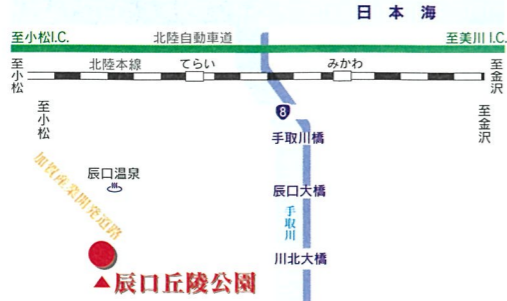 日本海
至小松I.C.
北陸自動車道
至美川I.C.
至小松
北陸本線
てらい
みかわ
至金沢
至小松
8
至金沢
手取川橋
加賀産業開発道路
辰口温泉
辰口大橋
手取川
川北大橋
▲辰口丘陵公園